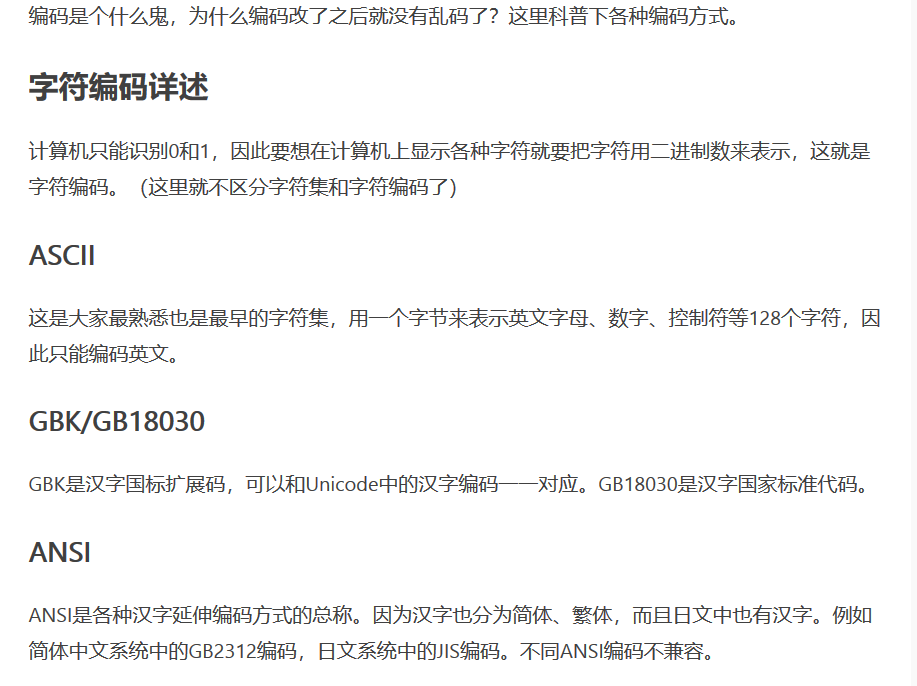 编码是个什么鬼，为什么编码改了之后就没有乱码了？这里科普下各种编码方式。
字符编码详述
计算机只能识别0和1，因此要想在计算机上显示各种字符就要把字符用二进制数来表示，这就是
字符编码。（这里就不区分字符集和字符编码了）
ASCII
这是大家最熟悉也是最早的字符集，用一个字节来表示英文字母、数字、控制符等128个字符，因
此只能编码英文。
GBK/GB18030
GBK是汉字国标扩展码，可以和Unicode中的汉字编码一一对应。GB18030是汉字国家标准代码。
ANSI
ANSI是各种汉字延伸编码方式的总称。因为汉字也分为简体、繁体，而且日文中也有汉字。例如
简体中文系统中的GB2312编码，日文系统中的JIS编码。不同ANSI编码不兼容。